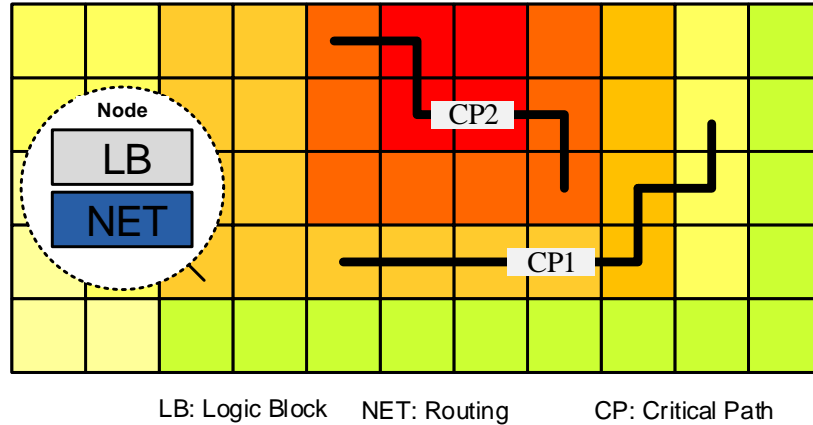 Node
LB
NET
CP2
CP1
LB: Logic Block NET: Routing CP: Critical Path